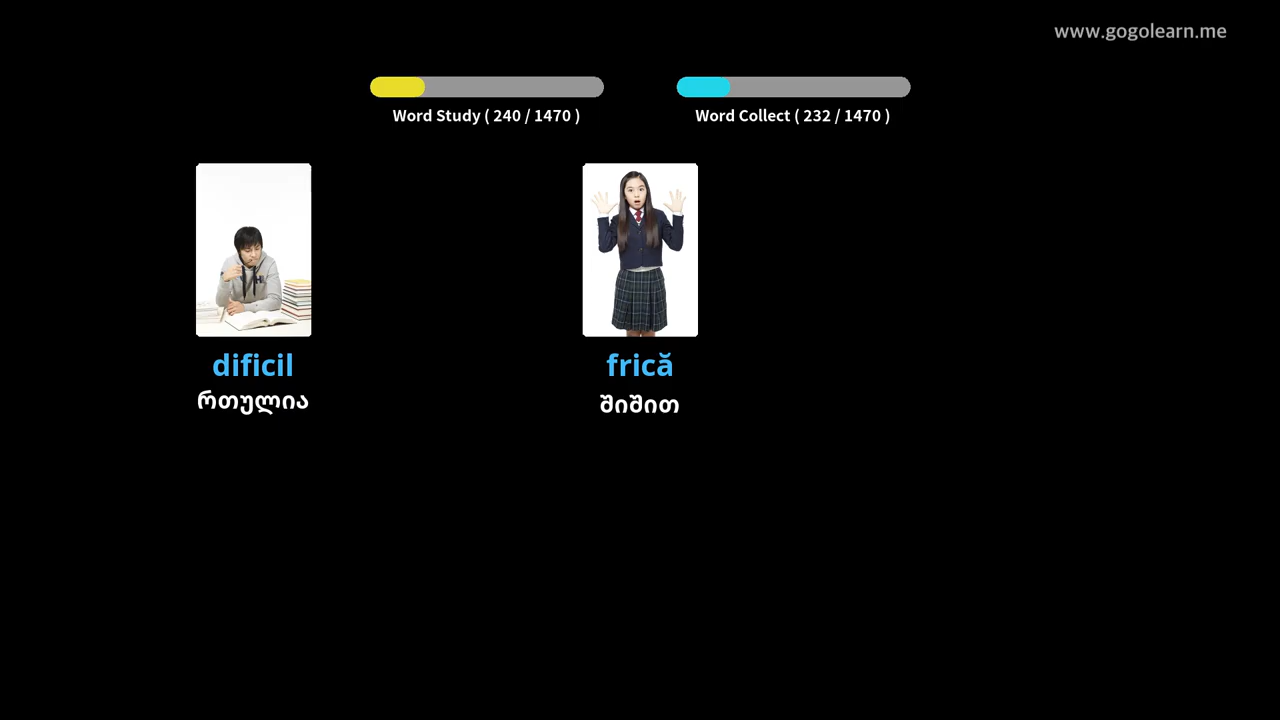 www.gogolearn.me
Word Study ( 240 / 1470 )
Word Collect ( 232 / 1470 )
dificil
რთულია
frică
შიშით